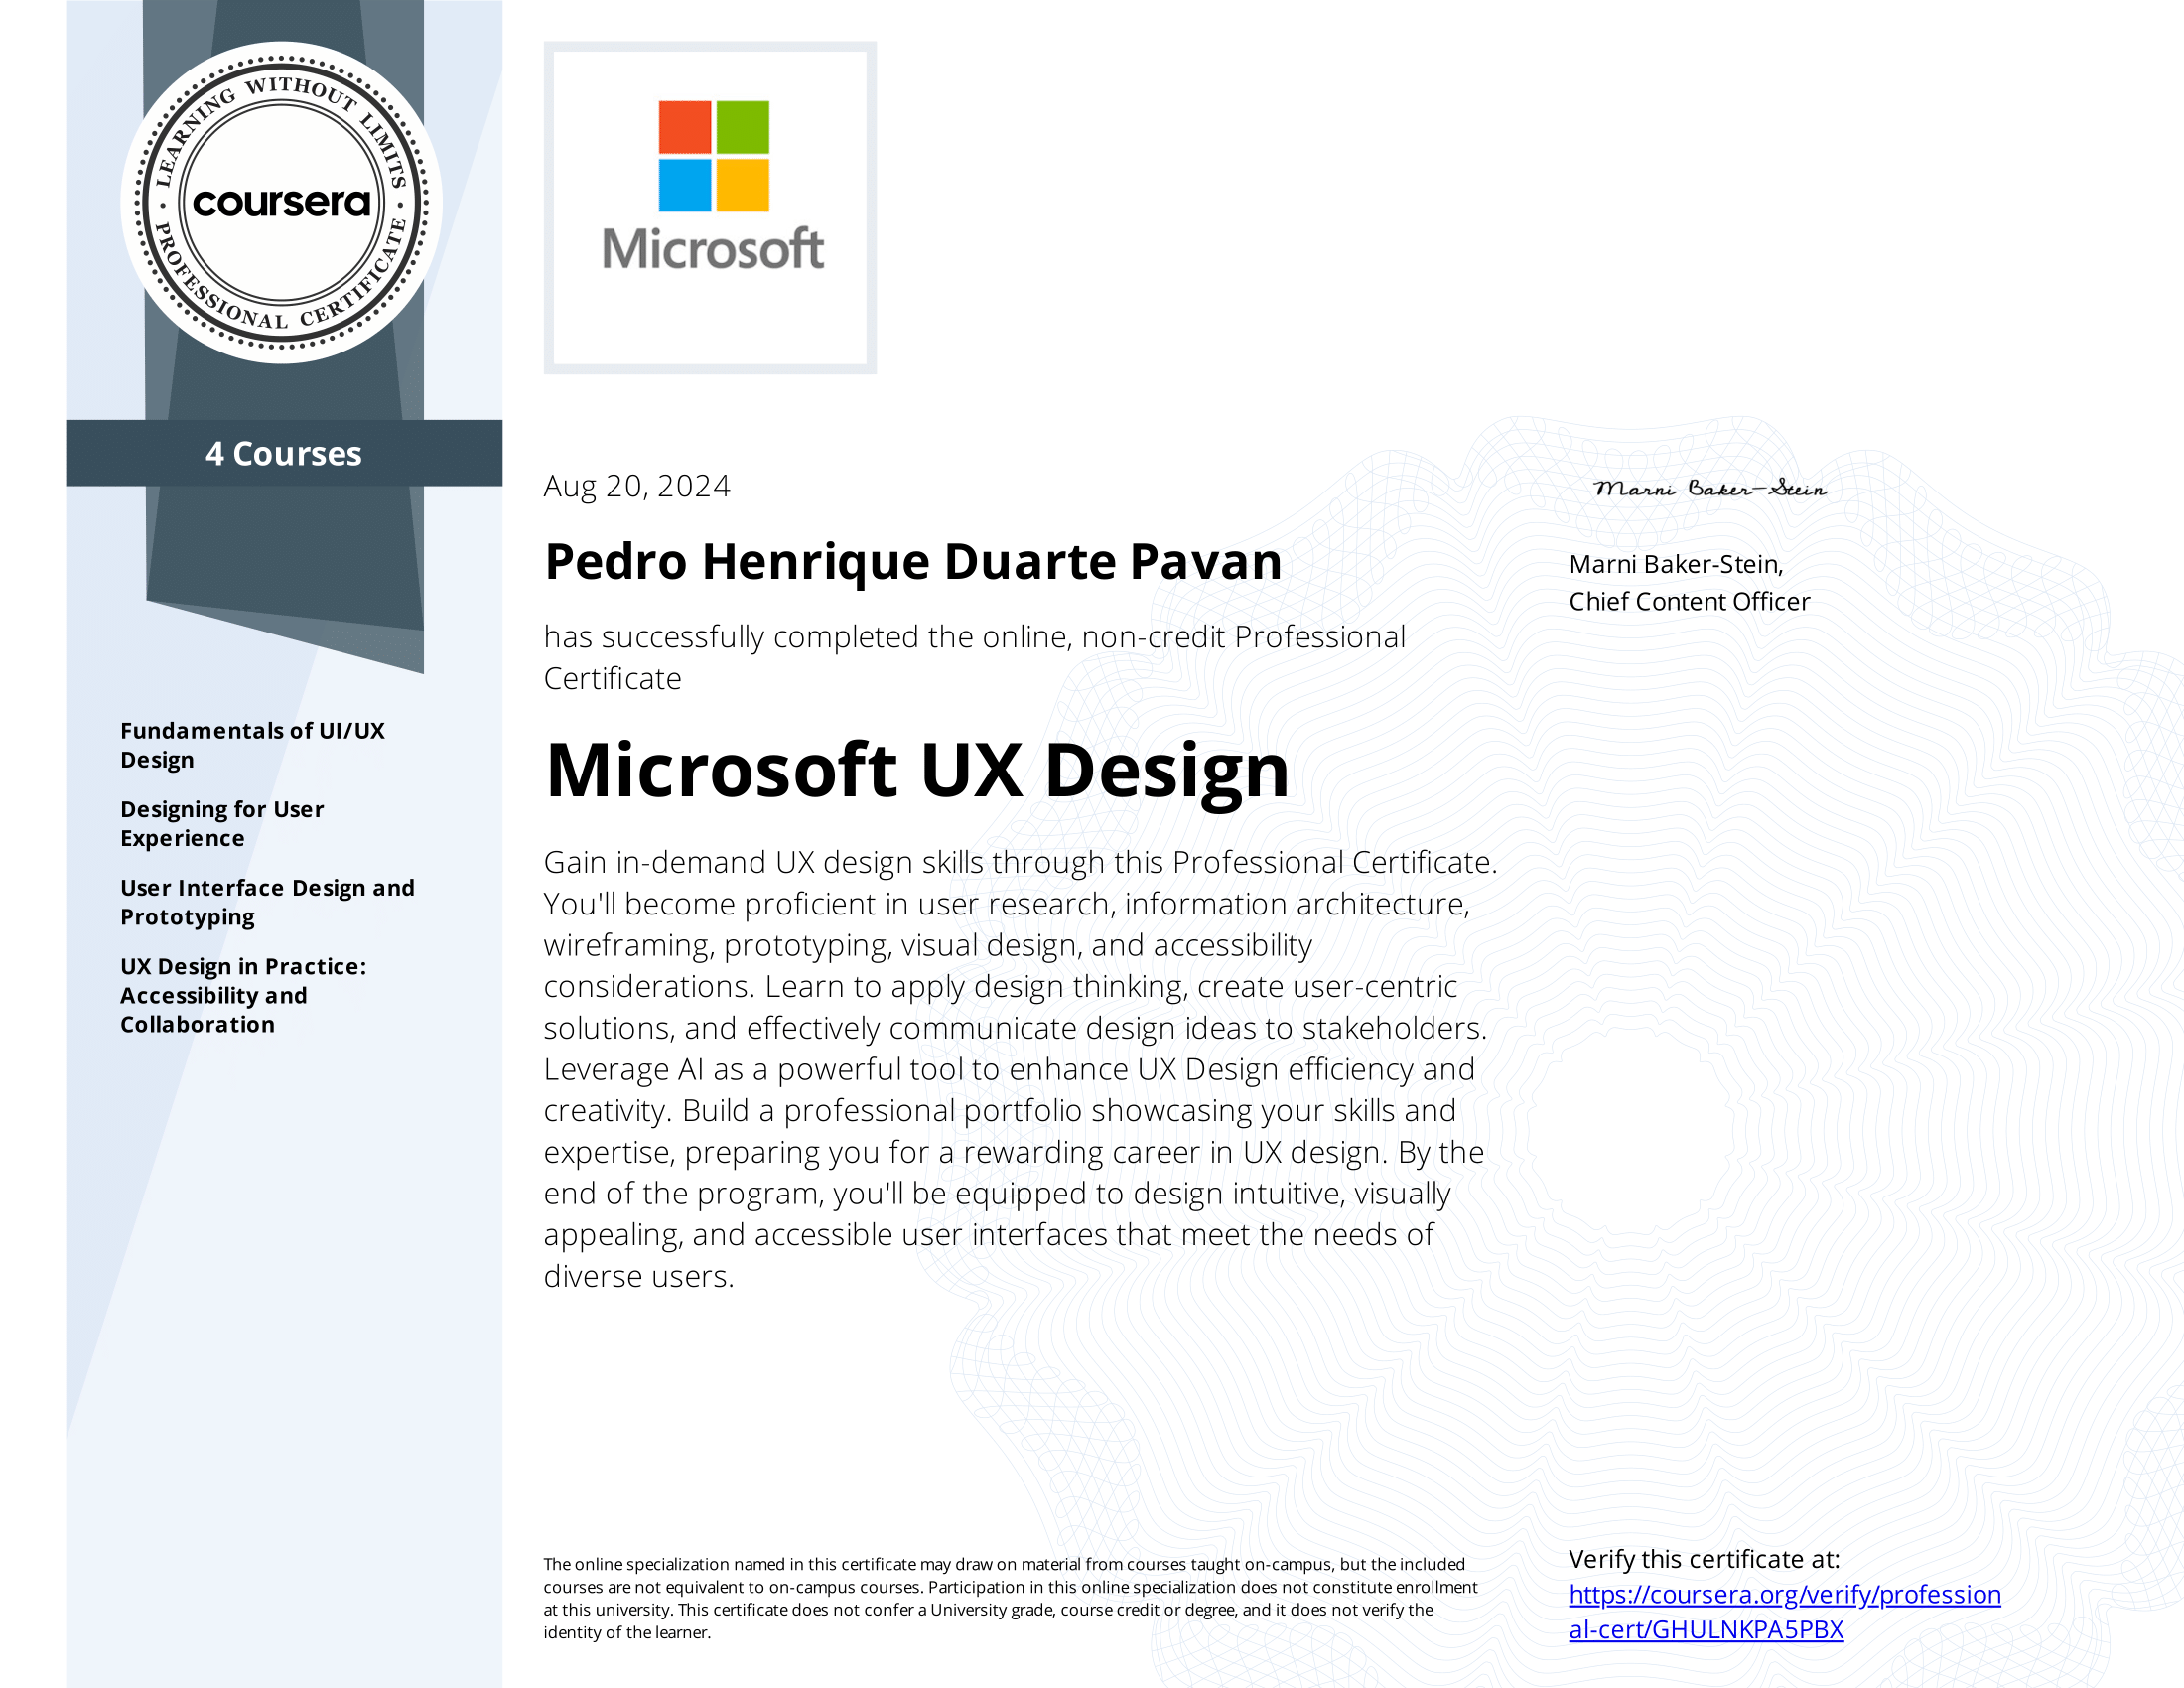 LEARNING WITHOUT LIMITS
coursera
PROFESSIONAL CERTIFICATE
4 Courses
Fundamentals of UI/UX
Design
Designing for User
Experience
User Interface Design and
Prototyping
UX Design in Practice:
Accessibility and
Collaboration
Microsoft
Aug 20, 2024
Pedro Henrique Duarte Pavan
has successfully completed the online, non-credit Professional
Certificate
Microsoft UX Design
Gain in-demand UX design skills through this Professional Certificate.
You'll become proficient in user research, information architecture,
wireframing, prototyping, visual design, and accessibility
considerations. Learn to apply design thinking, create user-centric
solutions, and effectively communicate design ideas to stakeholders.
Leverage AI as a powerful tool to enhance UX Design efficiency and
creativity. Build a professional portfolio showcasing your skills and
expertise, preparing you for a rewarding career in UX design. By the
end of the program, you'll be equipped to design intuitive, visually
appealing, and accessible user interfaces that meet the needs of
diverse users.
Marni Baker-Stein
Marni Baker-Stein,
Chief Content Officer
The online specialization named in this certificate may draw on material from courses taught on-campus, but the included
courses are not equivalent to on-campus courses. Participation in this online specialization does not constitute enrollment
at this university. This certificate does not confer a University grade, course credit or degree, and it does not verify the
identity of the learner.
Verify this certificate at:
https://coursera.org/verify/profession
al-cert/GHULNKPA5PBX